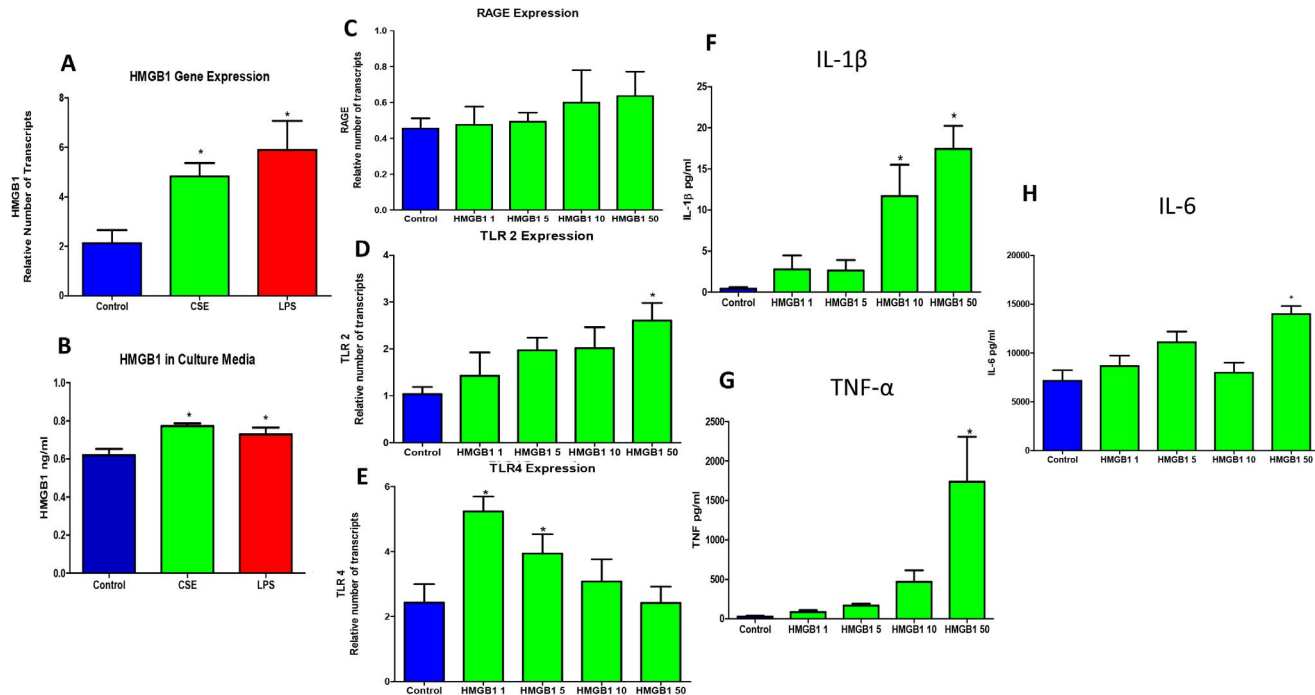 A
HMGB1 Gene Expression
HMGB1
Relative Number of Transcripts
8
6
4
2
0
*
*
Control
CSE
LPS
B
HMGB1 in Culture Media
HMGB1 ng/ml
1.0
0.8
0.6
0.4
0.2
0.0
*
*
Control
CSE
LPS
C
RAGE Expression
RAGE
Relative number of transcripts
1.0
0.8
0.6
0.4
0.2
0.0
Control
HMGB1 1
HMGB1 5
HMGB1 10
HMGB1 50
D
TLR 2 Expression
TLR 2
Relative number of transcripts
4
3
2
1
0
*
Control
HMGB1 1
HMGB1 5
HMGB1 10
HMGB1 50
E
TLR4 Expression
TLR 4
Relative number of transcripts
6
4
2
0
*
*
Control
HMGB1 1
HMGB1 5
HMGB1 10
HMGB1 50
F
IL-1β
IL-1β pg/ml
25
20
15
10
5
0
*
*
Control
HMGB1 1
HMGB1 5
HMGB1 10
HMGB1 50
G
TNF-α
TNF pg/ml
2500
2000
1500
1000
500
0
*
Control
HMGB1 1
HMGB1 5
HMGB1 10
HMGB1 50
H
IL-6
IL-6 pg/ml
20000
15000
10000
5000
0
*
Control
HMGB1 1
HMGB1 5
HMGB1 10
HMGB1 50